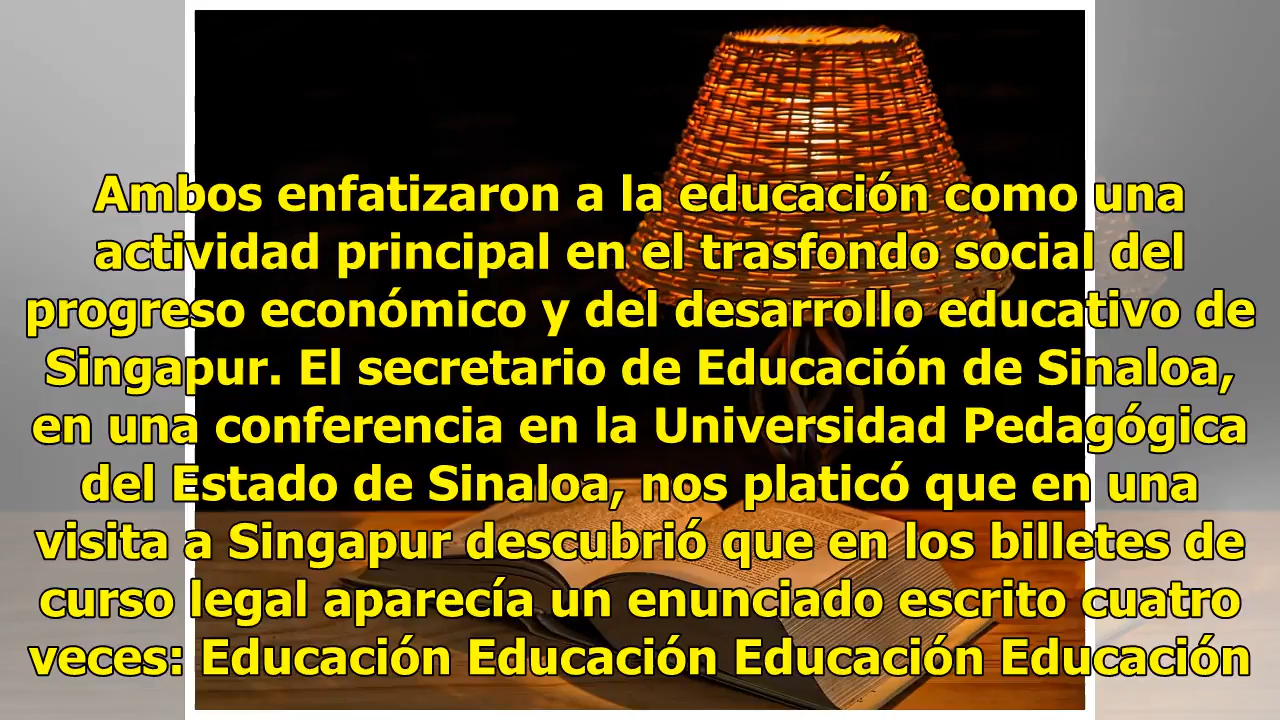 Ambos enfatizaron a la educación como una
actividad principal en el trasfondo social del
progreso económico y del desarrollo educativo de
Singapur. El secretario de Educación de Sinaloa,
en una conferencia en la Universidad Pedagógica
del Estado de Sinaloa, nos platicó que en una
visita a Singapur descubrió que en los billetes de
curso legal aparecía un enunciado escrito cuatro
veces: Educación Educación Educación Educación